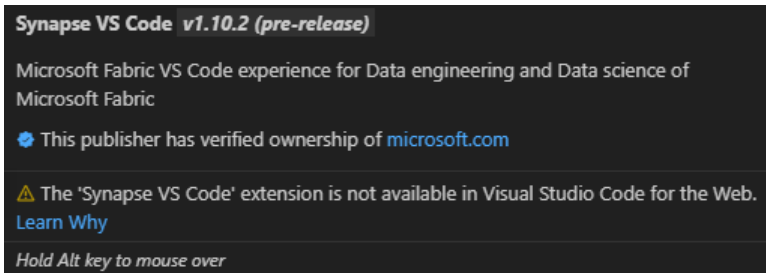 Synapse VS Code v1.10.2 (pre-release)
Microsoft Fabric VS Code experience for Data engineering and Data science of
Microsoft Fabric
This publisher has verified ownership of microsoft.com
The 'Synapse VS Code' extension is not available in Visual Studio Code for the Web.
Learn Why
Hold Alt key to mouse over